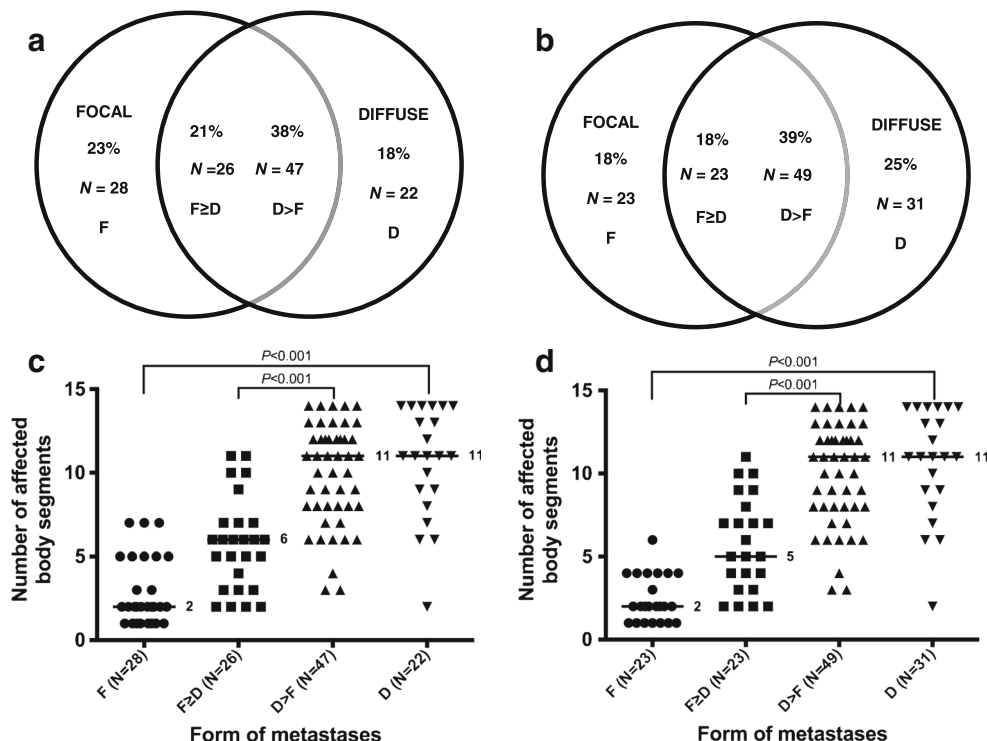 a
FOCAL
23%
N = 28
F
21%
N =26
F≥D
38%
N = 47
D>F
DIFFUSE
18%
N = 22
D
b
FOCAL
18%
N = 23
F
18%
N = 23
F≥D
39%
N = 49
D>F
DIFFUSE
25%
N = 31
D
c
P<0.001
P<0.001
Number of affected
body segments
15
10
5
0
2
6
11
11
F (N=28)
F≥D (N=26)
D>F (N=47)
D (N=22)
Form of metastases
d
P<0.001
P<0.001
Number of affected
body segments
15
10
5
0
2
5
11
11
F (N=23)
F≥D (N=23)
D>F (N=49)
D (N=31)
Form of metastases